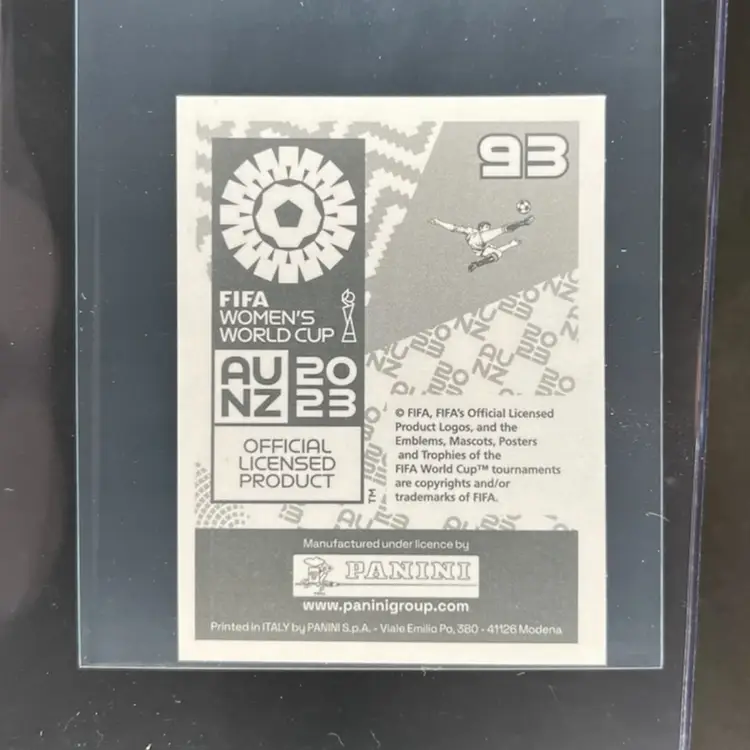 93
FIFA
WOMEN'S
WORLD CUP
AU 20
NZ 23
OFFICIAL
LICENSED
PRODUCT
TM
© FIFA, FIFA's Official Licensed
Product Logos, and the
Emblems, Mascots, Posters
and Trophies of the
FIFA World Cup™ tournaments
are copyrights and/or
trademarks of FIFA.
Manufactured under licence by
PANINI
www.paninigroup.com
Printed in ITALY by PANINI S.p.A. - Viale Emilio Po, 380 - 41126 Modena